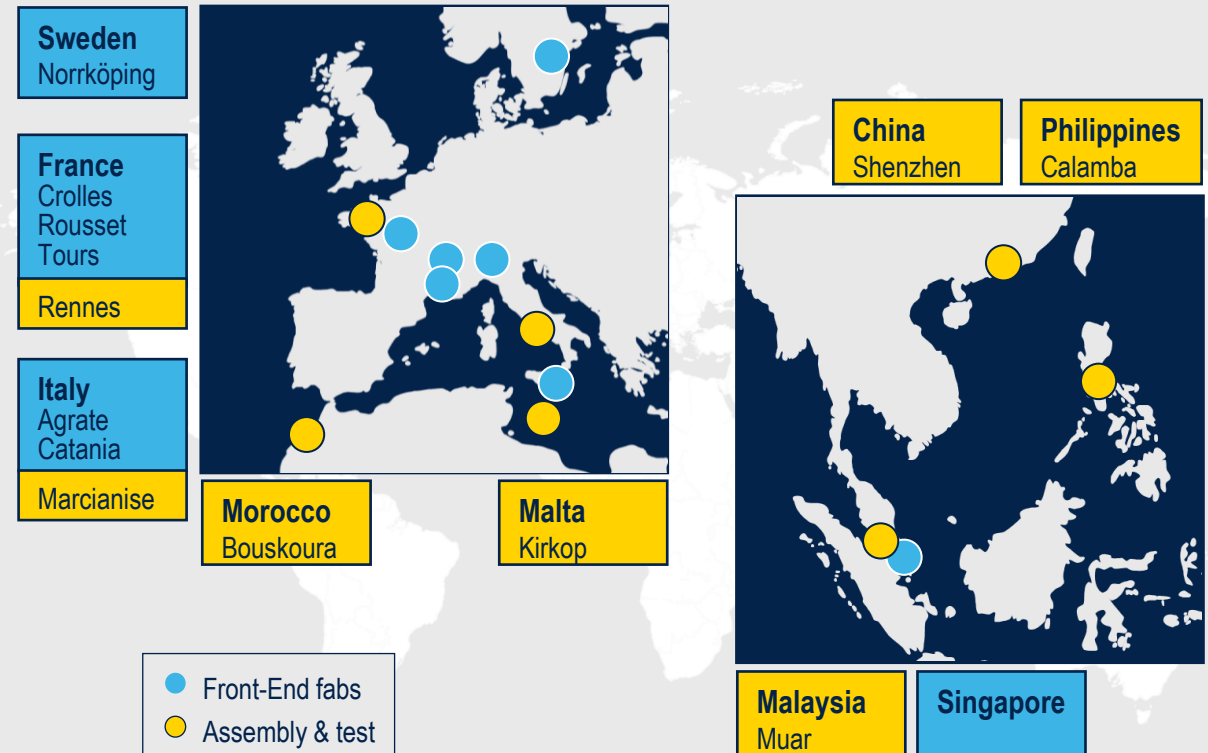 Sweden
Norrköping
France
Crolles
Rousset
Tours
Rennes
Italy
Agrate
Catania
Marcianise
Morocco
Bouskoura
Malta
Kirkop
China
Shenzhen
Philippines
Calamba
Malaysia
Muar
Singapore
Front-End fabs
Assembly & test